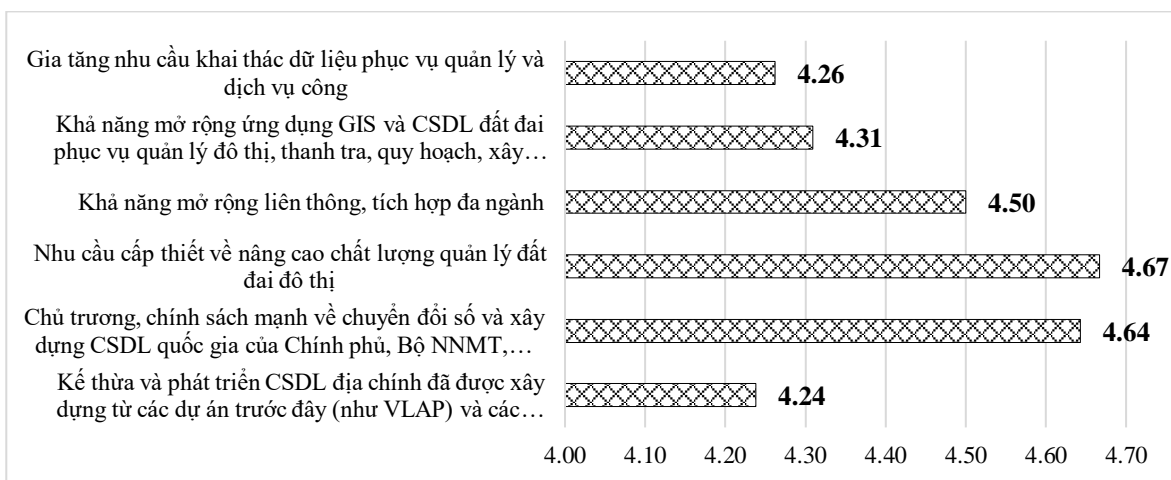 Gia tăng nhu cầu khai thác dữ liệu phục vụ quản lý và
dịch vụ công
4.26
Khả năng mở rộng ứng dụng GIS và CSDL đất đai
phục vụ quản lý đô thị, thanh tra, quy hoạch, xây…
4.31
Khả năng mở rộng liên thông, tích hợp đa ngành
4.50
Nhu cầu cấp thiết về nâng cao chất lượng quản lý đất
đai đô thị
4.67
Chủ trương, chính sách mạnh về chuyển đổi số và xây
dựng CSDL quốc gia của Chính phủ, Bộ NNMT,…
4.64
Kế thừa và phát triển CSDL địa chính đã được xây
dựng từ các dự án trước đây (như VLAP) và các…
4.24
4.00 4.10 4.20 4.30 4.40 4.50 4.60 4.70